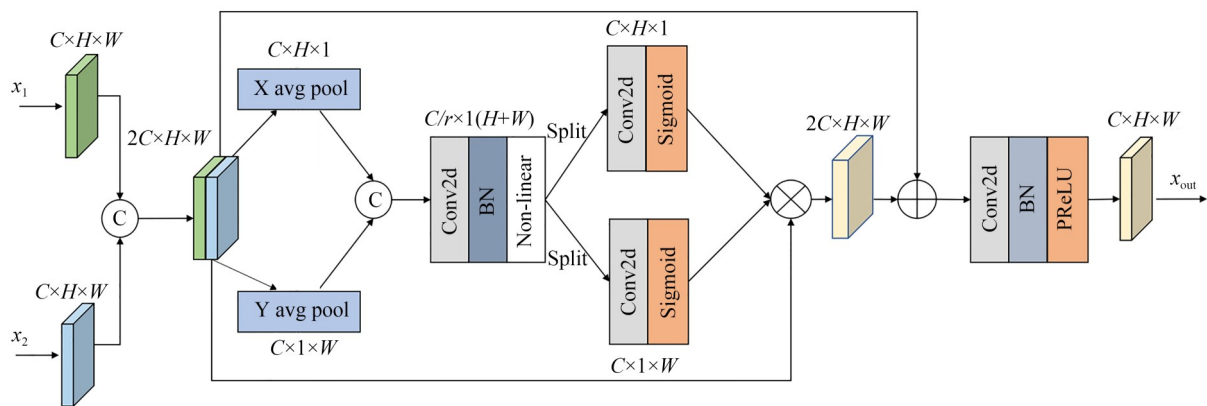 C×H×W
x₁
2C×H×W
C
C×H×W
x₂
C×H×1
X avg pool
Y avg pool
C×1×W
C
C/r×1(H+W)
Conv2d
BN
Non-linear
Split
Split
C×H×1
Conv2d
Sigmoid
Conv2d
Sigmoid
C×1×W
2C×H×W
Conv2d
BN
PReLU
C×H×W
xout